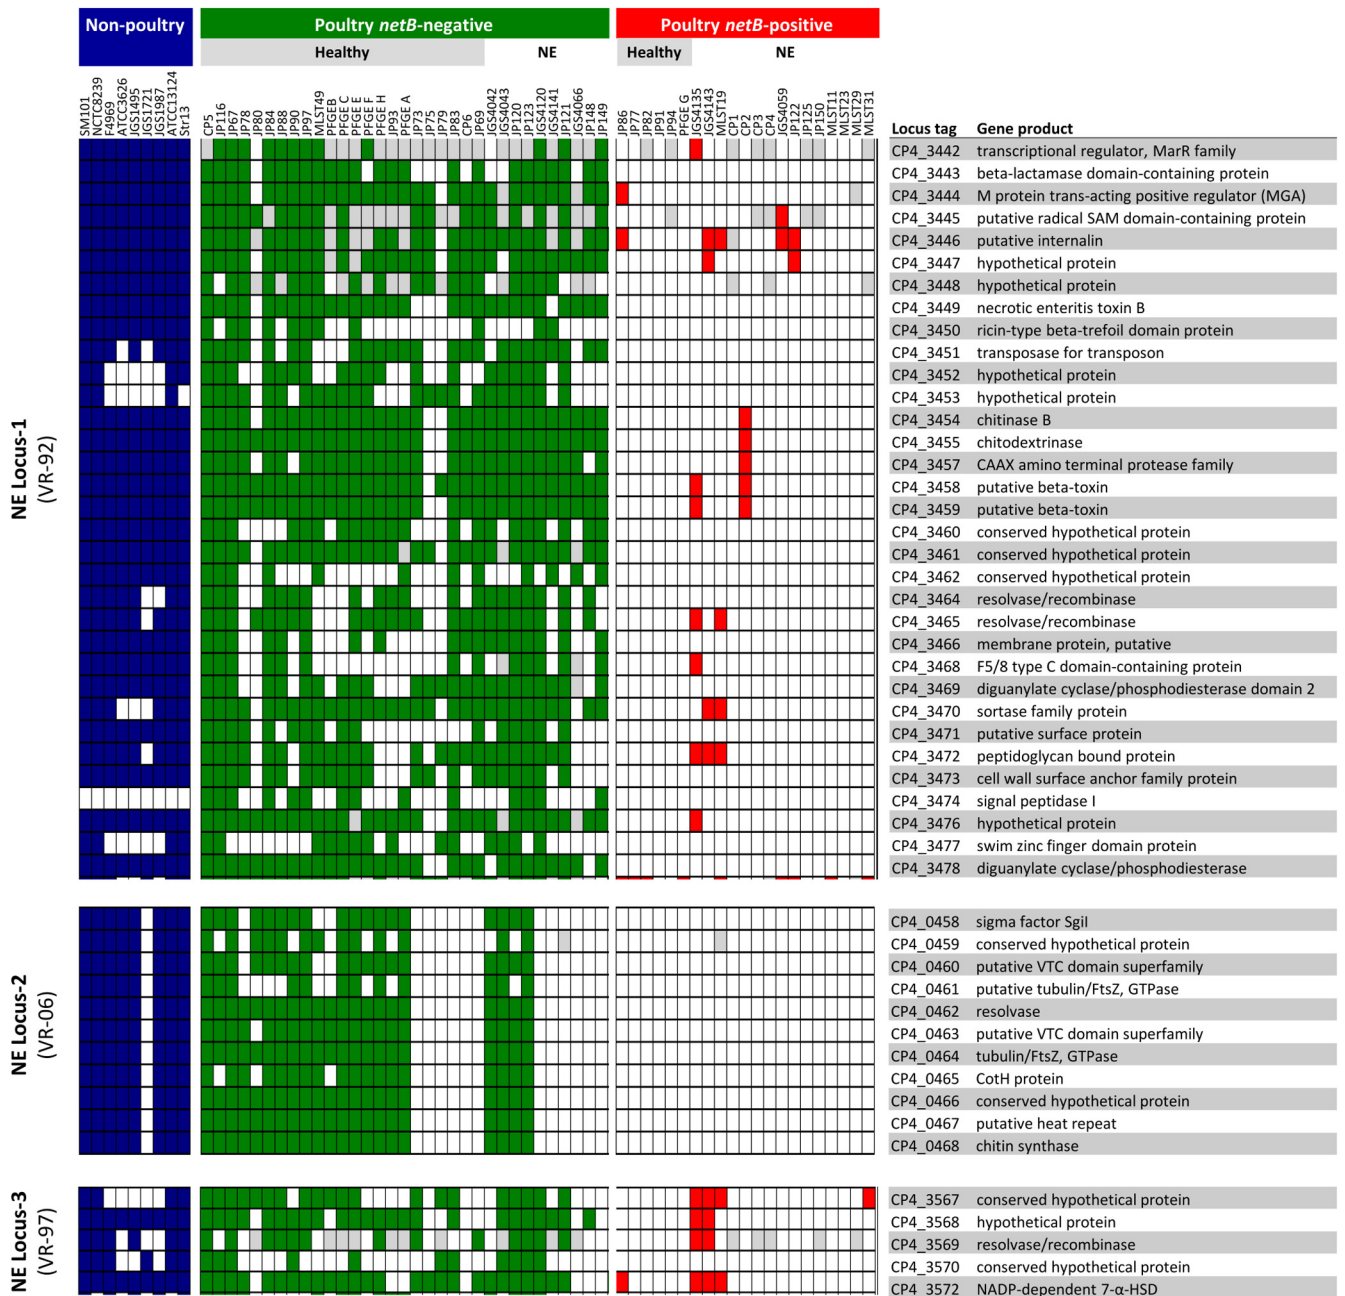 Non-poultry
Poultry netB-negative
Poultry netB-positive
Healthy
NE
Healthy
NE
SM101
NCTC8239
F4969
ATCC3626
JGS1495
JGS1721
JGS1987
ATCC13124
Str13
CP5
JP116
JP67
JP78
JP80
JP84
JP88
JP90
JP97
MLST49
PFGEB
PFGE C
PFGE E
PFGE F
PFGE H
JP93
PFGE A
JP73
JP75
JP79
JP83
CP6
JP69
JGS4042
JGS4043
JP120
JP123
JGS4120
JGS4141
JP121
JGS4066
JP148
JP149
JP86
JP77
JP82
JP91
JP94
PFGE G
JGS4135
JGS4143
MLST19
CP1
CP2
CP3
CP4
JGS4059
JP122
JP125
JP150
MLST11
MLST23
MLST29
MLST31
Locus tag Gene product
NE Locus-1
(VR-92)
CP4_3442 transcriptional regulator, MarR family
CP4_3443 beta-lactamase domain-containing protein
CP4_3444 M protein trans-acting positive regulator (MGA)
CP4_3445 putative radical SAM domain-containing protein
CP4_3446 putative internalin
CP4_3447 hypothetical protein
CP4_3448 hypothetical protein
CP4_3449 necrotic enteritis toxin B
CP4_3450 ricin-type beta-trefoil domain protein
CP4_3451 transposase for transposon
CP4_3452 hypothetical protein
CP4_3453 hypothetical protein
CP4_3454 chitinase B
CP4_3455 chitodextrinase
CP4_3457 CAAX amino terminal protease family
CP4_3458 putative beta-toxin
CP4_3459 putative beta-toxin
CP4_3460 conserved hypothetical protein
CP4_3461 conserved hypothetical protein
CP4_3462 conserved hypothetical protein
CP4_3464 resolvase/recombinase
CP4_3465 resolvase/recombinase
CP4_3466 membrane protein, putative
CP4_3468 F5/8 type C domain-containing protein
CP4_3469 diguanylate cyclase/phosphodiesterase domain 2
CP4_3470 sortase family protein
CP4_3471 putative surface protein
CP4_3472 peptidoglycan bound protein
CP4_3473 cell wall surface anchor family protein
CP4_3474 signal peptidase I
CP4_3476 hypothetical protein
CP4_3477 swim zinc finger domain protein
CP4_3478 diguanylate cyclase/phosphodiesterase
NE Locus-2
(VR-06)
CP4_0458 sigma factor SgiI
CP4_0459 conserved hypothetical protein
CP4_0460 putative VTC domain superfamily
CP4_0461 putative tubulin/FtsZ, GTPase
CP4_0462 resolvase
CP4_0463 putative VTC domain superfamily
CP4_0464 tubulin/FtsZ, GTPase
CP4_0465 CotH protein
CP4_0466 conserved hypothetical protein
CP4_0467 putative heat repeat
CP4_0468 chitin synthase
NE Locus-3
(VR-97)
CP4_3567 conserved hypothetical protein
CP4_3568 hypothetical protein
CP4_3569 resolvase/recombinase
CP4_3570 conserved hypothetical protein
CP4_3572 NADP-dependent 7-α-HSD